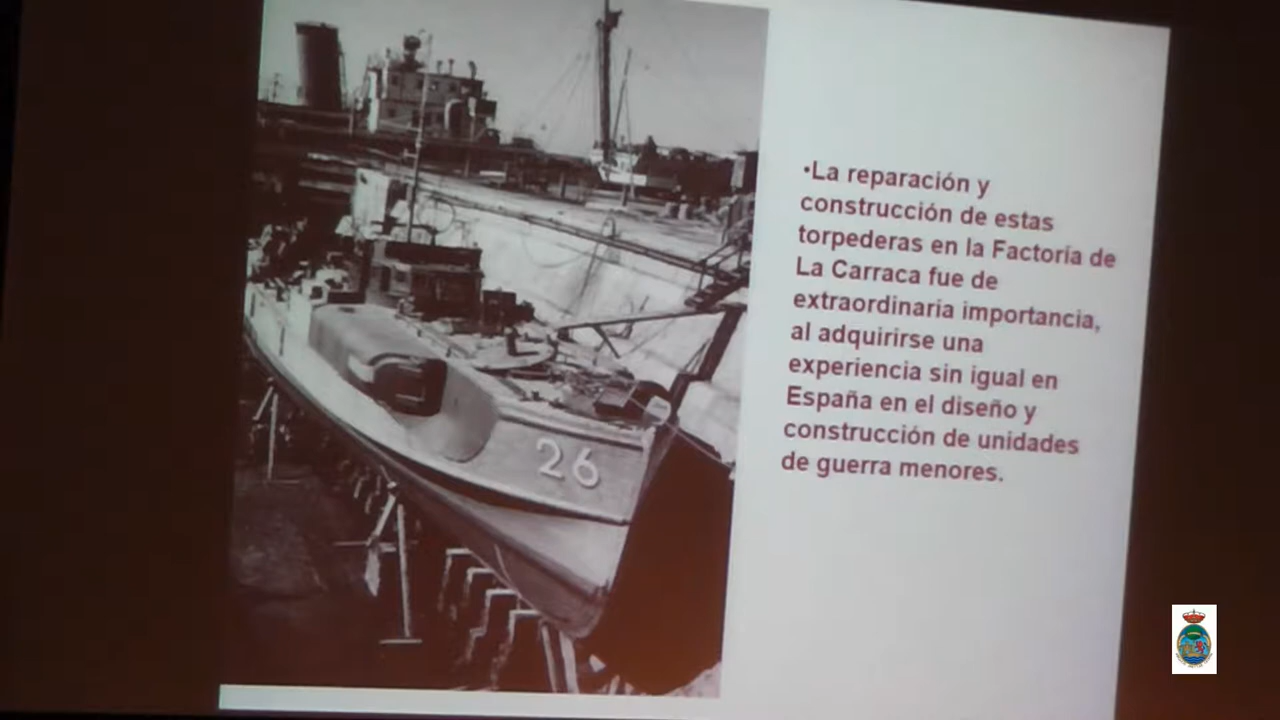 •La reparación y
construcción de estas
torpederas en la Factoría de
La Carraca fue de
extraordinaria importancia,
al adquirirse una
experiencia sin igual en
España en el diseño y
construcción de unidades
de guerra menores.
26